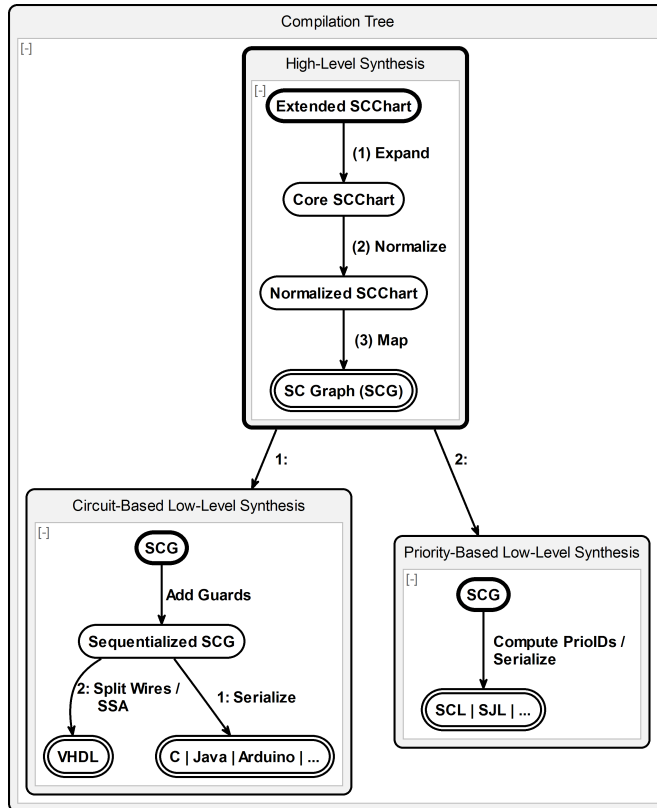 Compilation Tree
[-]
High-Level Synthesis
[-]
Extended SCChart
(1) Expand
Core SCChart
(2) Normalize
Normalized SCChart
(3) Map
SC Graph (SCG)
1:
2:
Circuit-Based Low-Level Synthesis
[-]
SCG
Add Guards
Sequentialized SCG
2: Split Wires /
SSA
1: Serialize
VHDL
C | Java | Arduino | ...
Priority-Based Low-Level Synthesis
[-]
SCG
Compute PrioIDs /
Serialize
SCL | SJL | ...